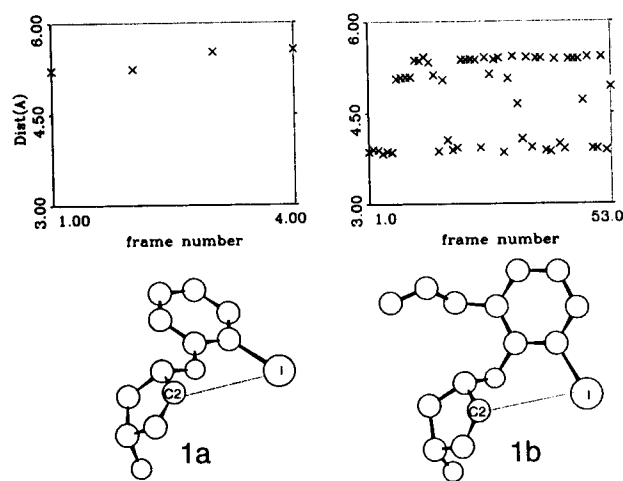 6.00
4.50
3.00
Dist(A)
1.00
4.00
frame number
6.00
4.50
3.00
1.0
53.0
frame number
C2
I
1a
C2
I
1b